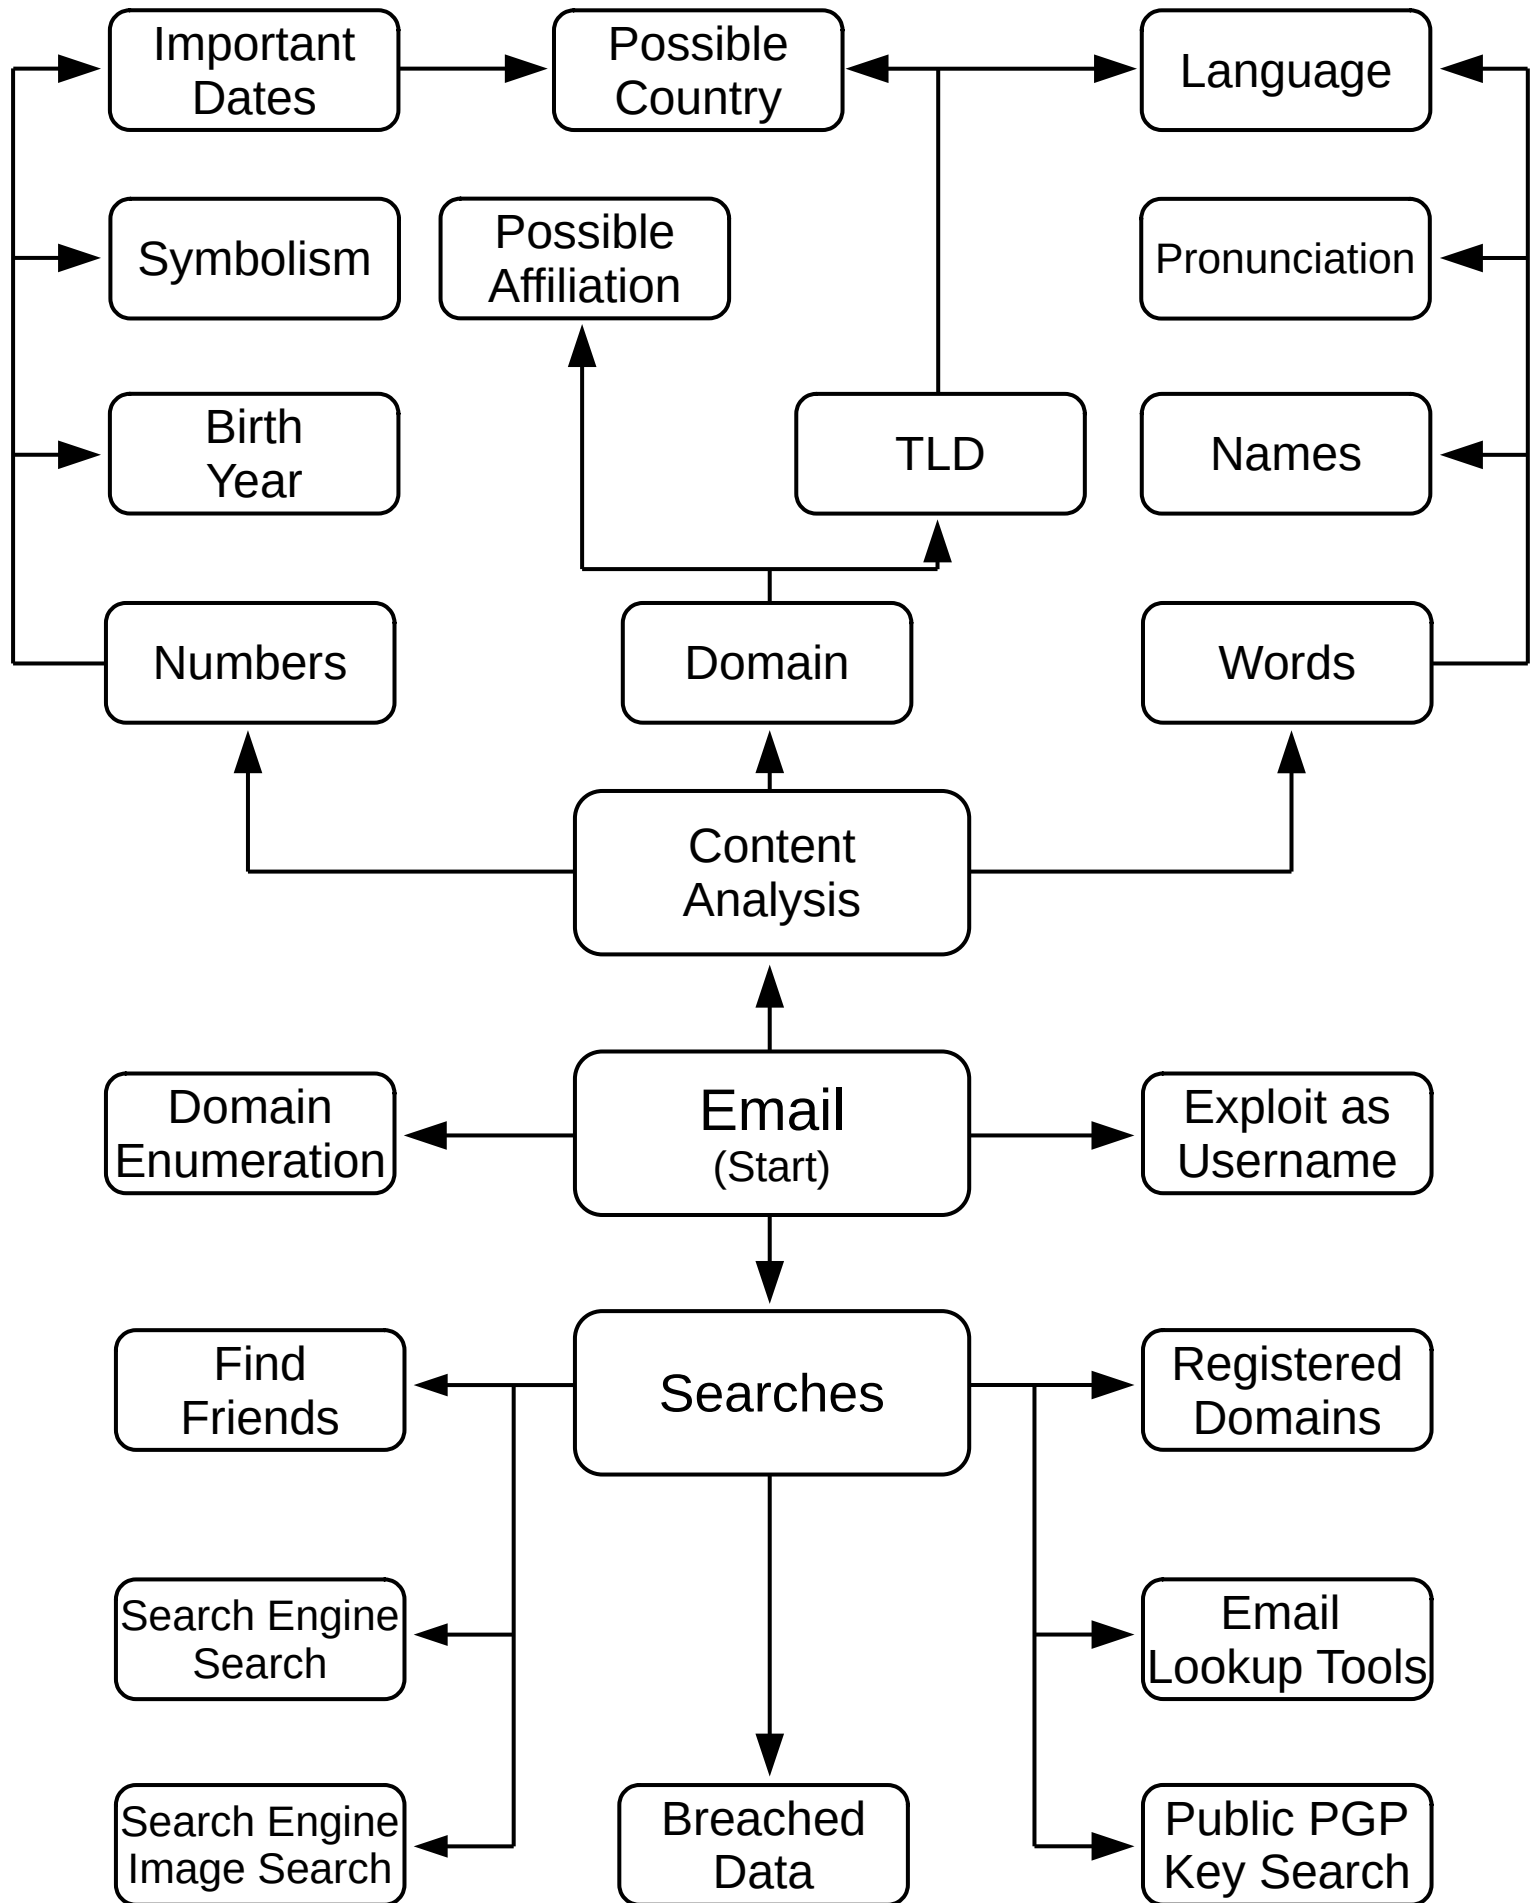 Important
Dates
Possible
Country
Language
Symbolism
Possible
Affiliation
Pronunciation
Birth
Year
TLD
Names
Numbers
Domain
Words
Content
Analysis
Domain
Enumeration
Email
(Start)
Exploit as
Username
Find
Friends
Searches
Registered
Domains
Search Engine
Search
Email
Lookup Tools
Search Engine
Image Search
Breached
Data
Public PGP
Key Search